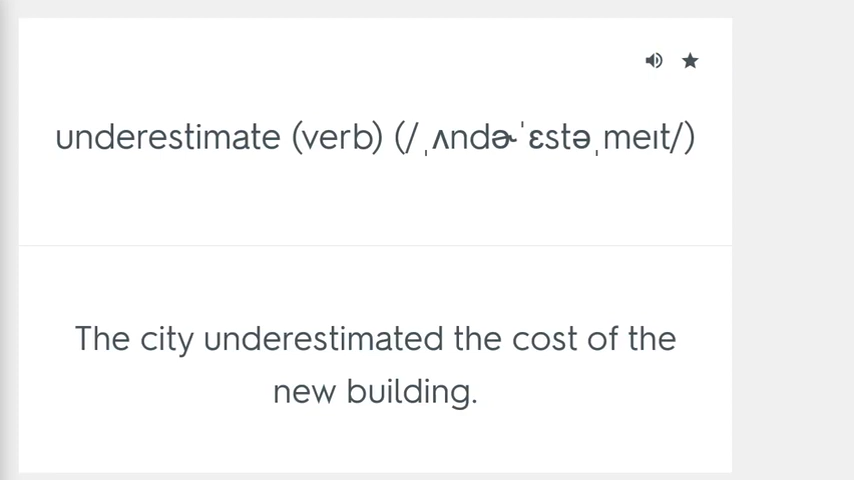 underestimate (verb) (/ˌʌndɚˈɛstəˌmeɪt/)
The city underestimated the cost of the
new building.